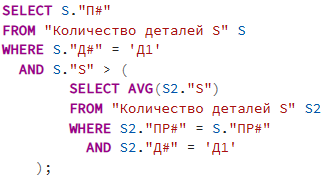 SELECT S."П#"
FROM "Количество деталей S" S
WHERE S."Д#" = 'Д1'
AND S."S" > (
SELECT AVG(S2."S")
FROM "Количество деталей S" S2
WHERE S2."ПР#" = S."ПР#"
AND S2."Д#" = 'Д1'
);